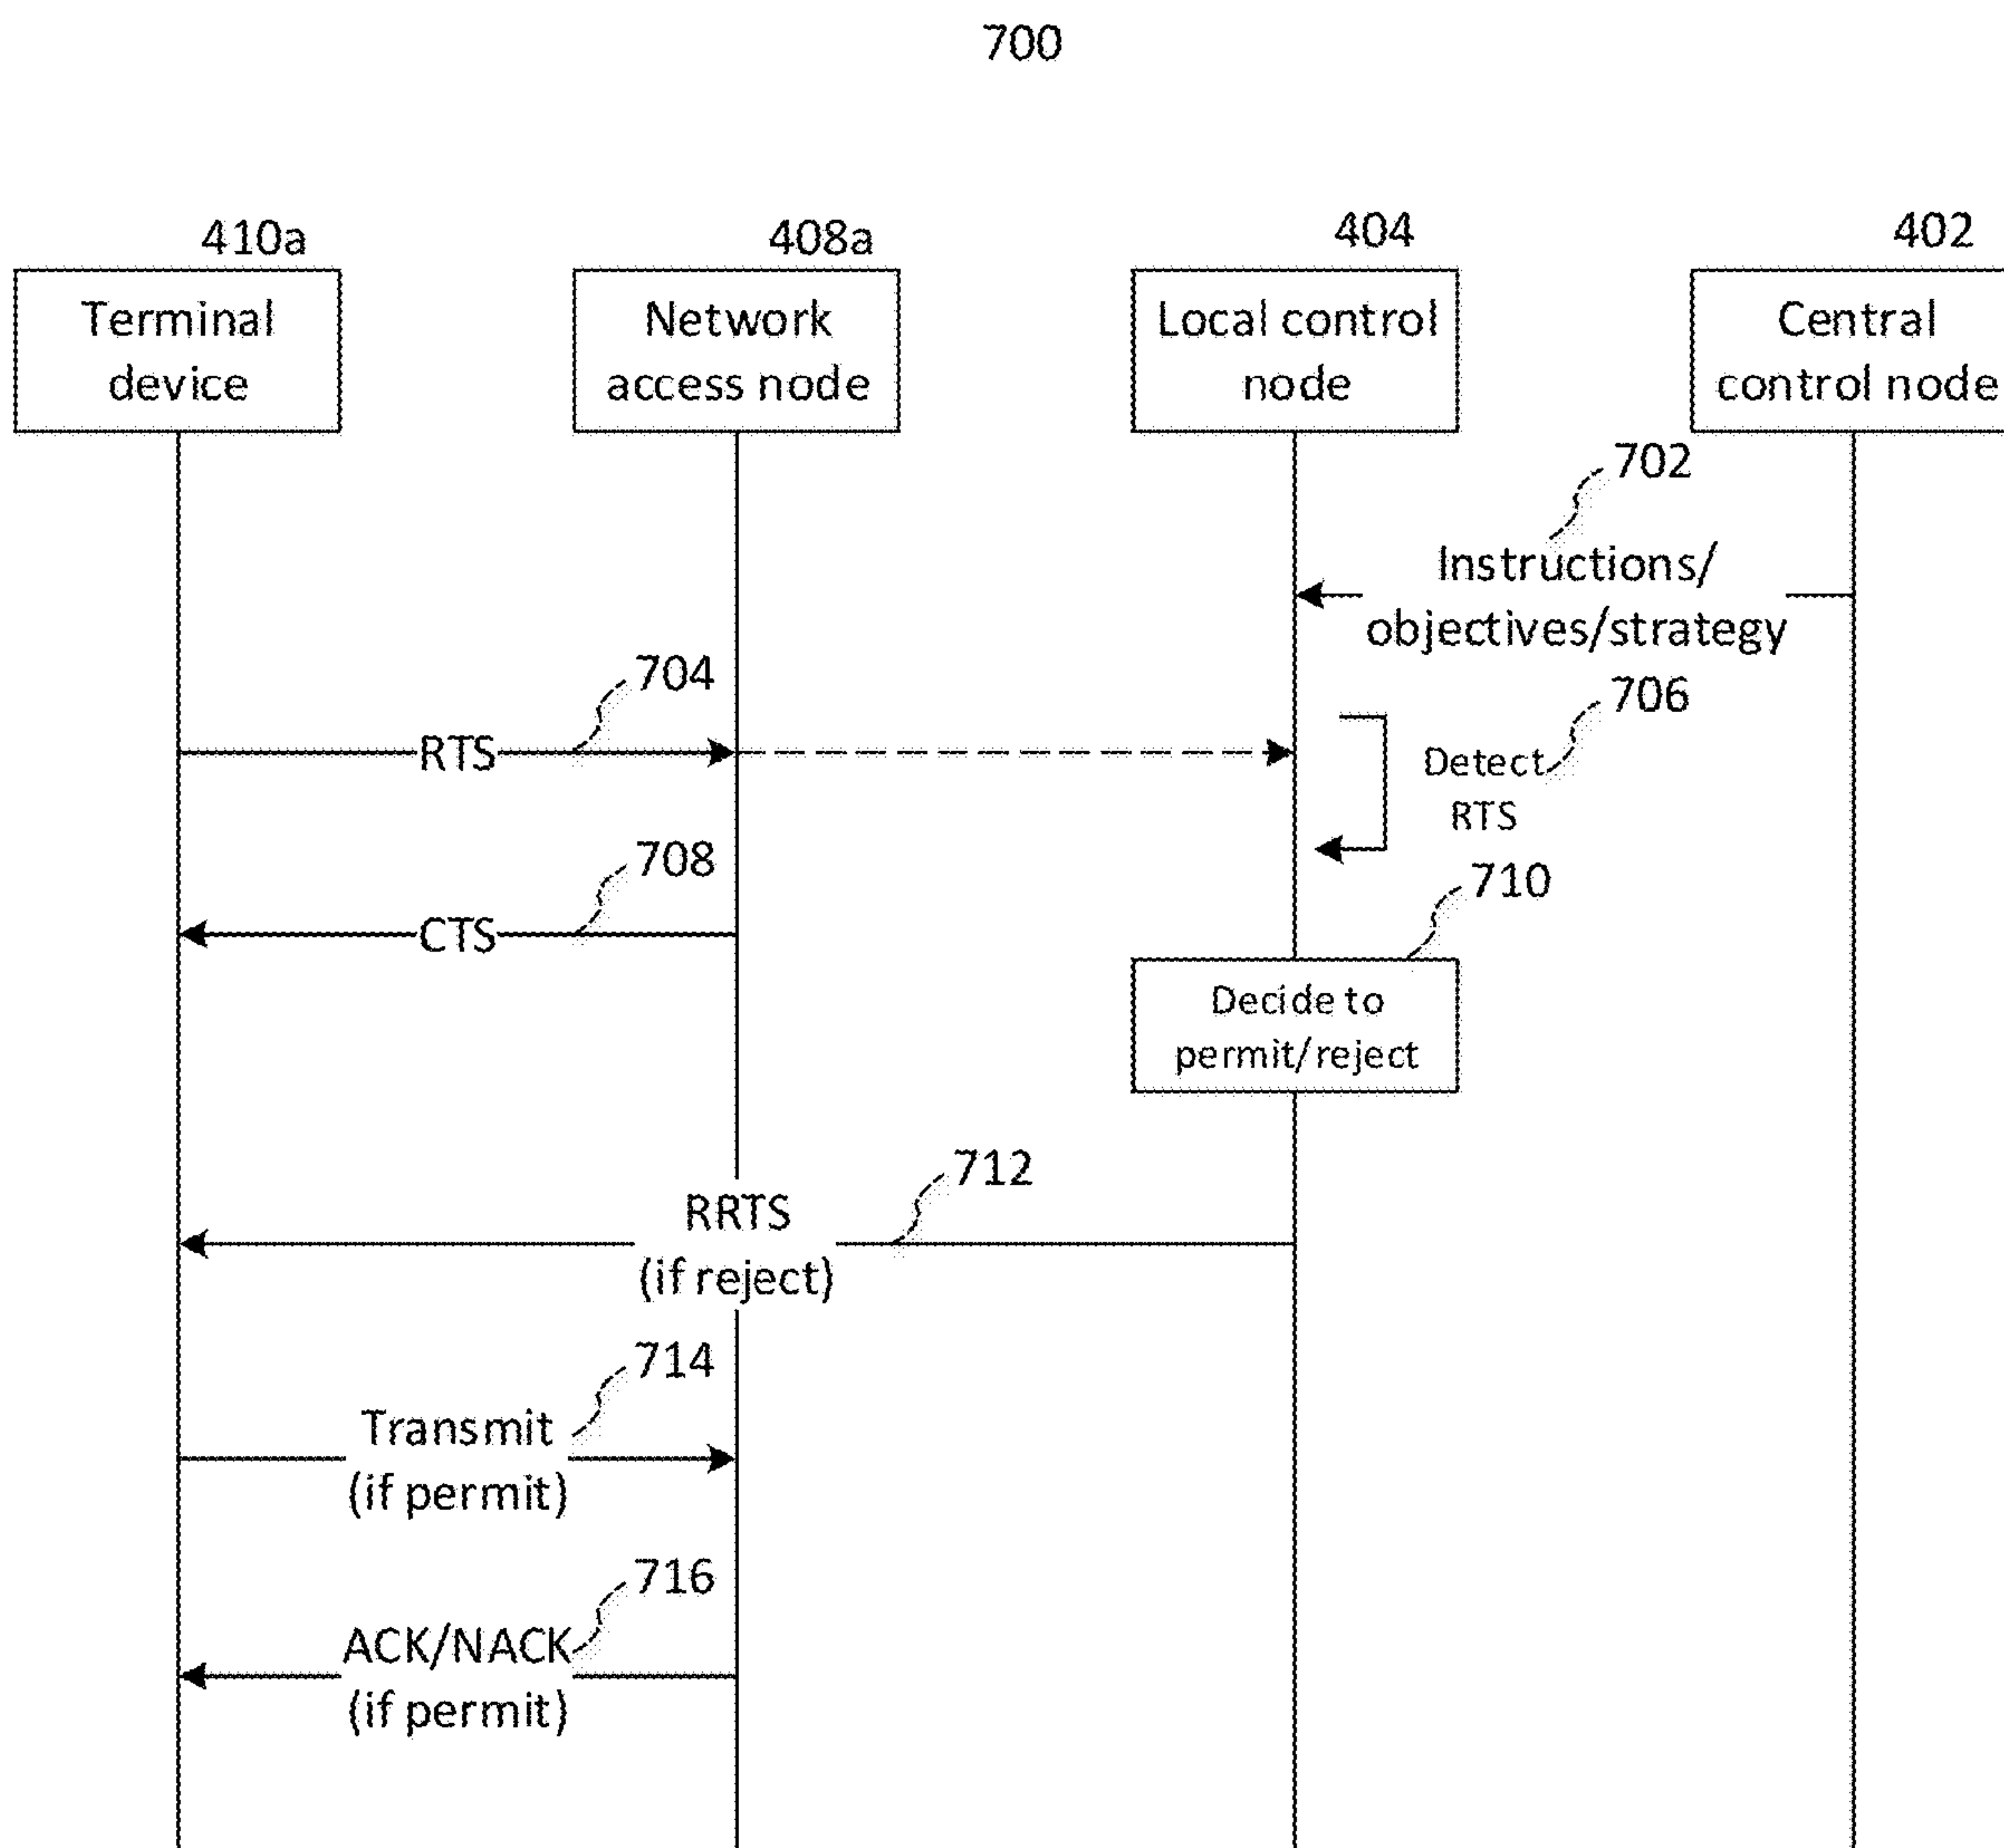 700
410a
408a
404
402
Terminal
device
Network
access node
Local control
node
Central
control node
702
Instructions/
objectives/strategy
704
RTS
706
Detect
RTS
708
CTS
710
Decide to
permit/reject
712
RRTS
(if reject)
714
Transmit
(if permit)
716
ACK/NACK
(if permit)